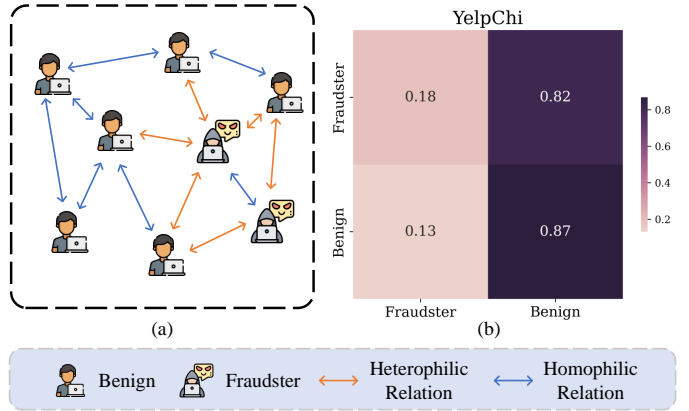 YelpChi
Fraudster
Benign
0.18
0.82
0.13
0.87
Fraudster
Benign
0.8
0.6
0.4
0.2
(a)
(b)
Benign
Fraudster
Heterophilic
Relation
Homophilic
Relation